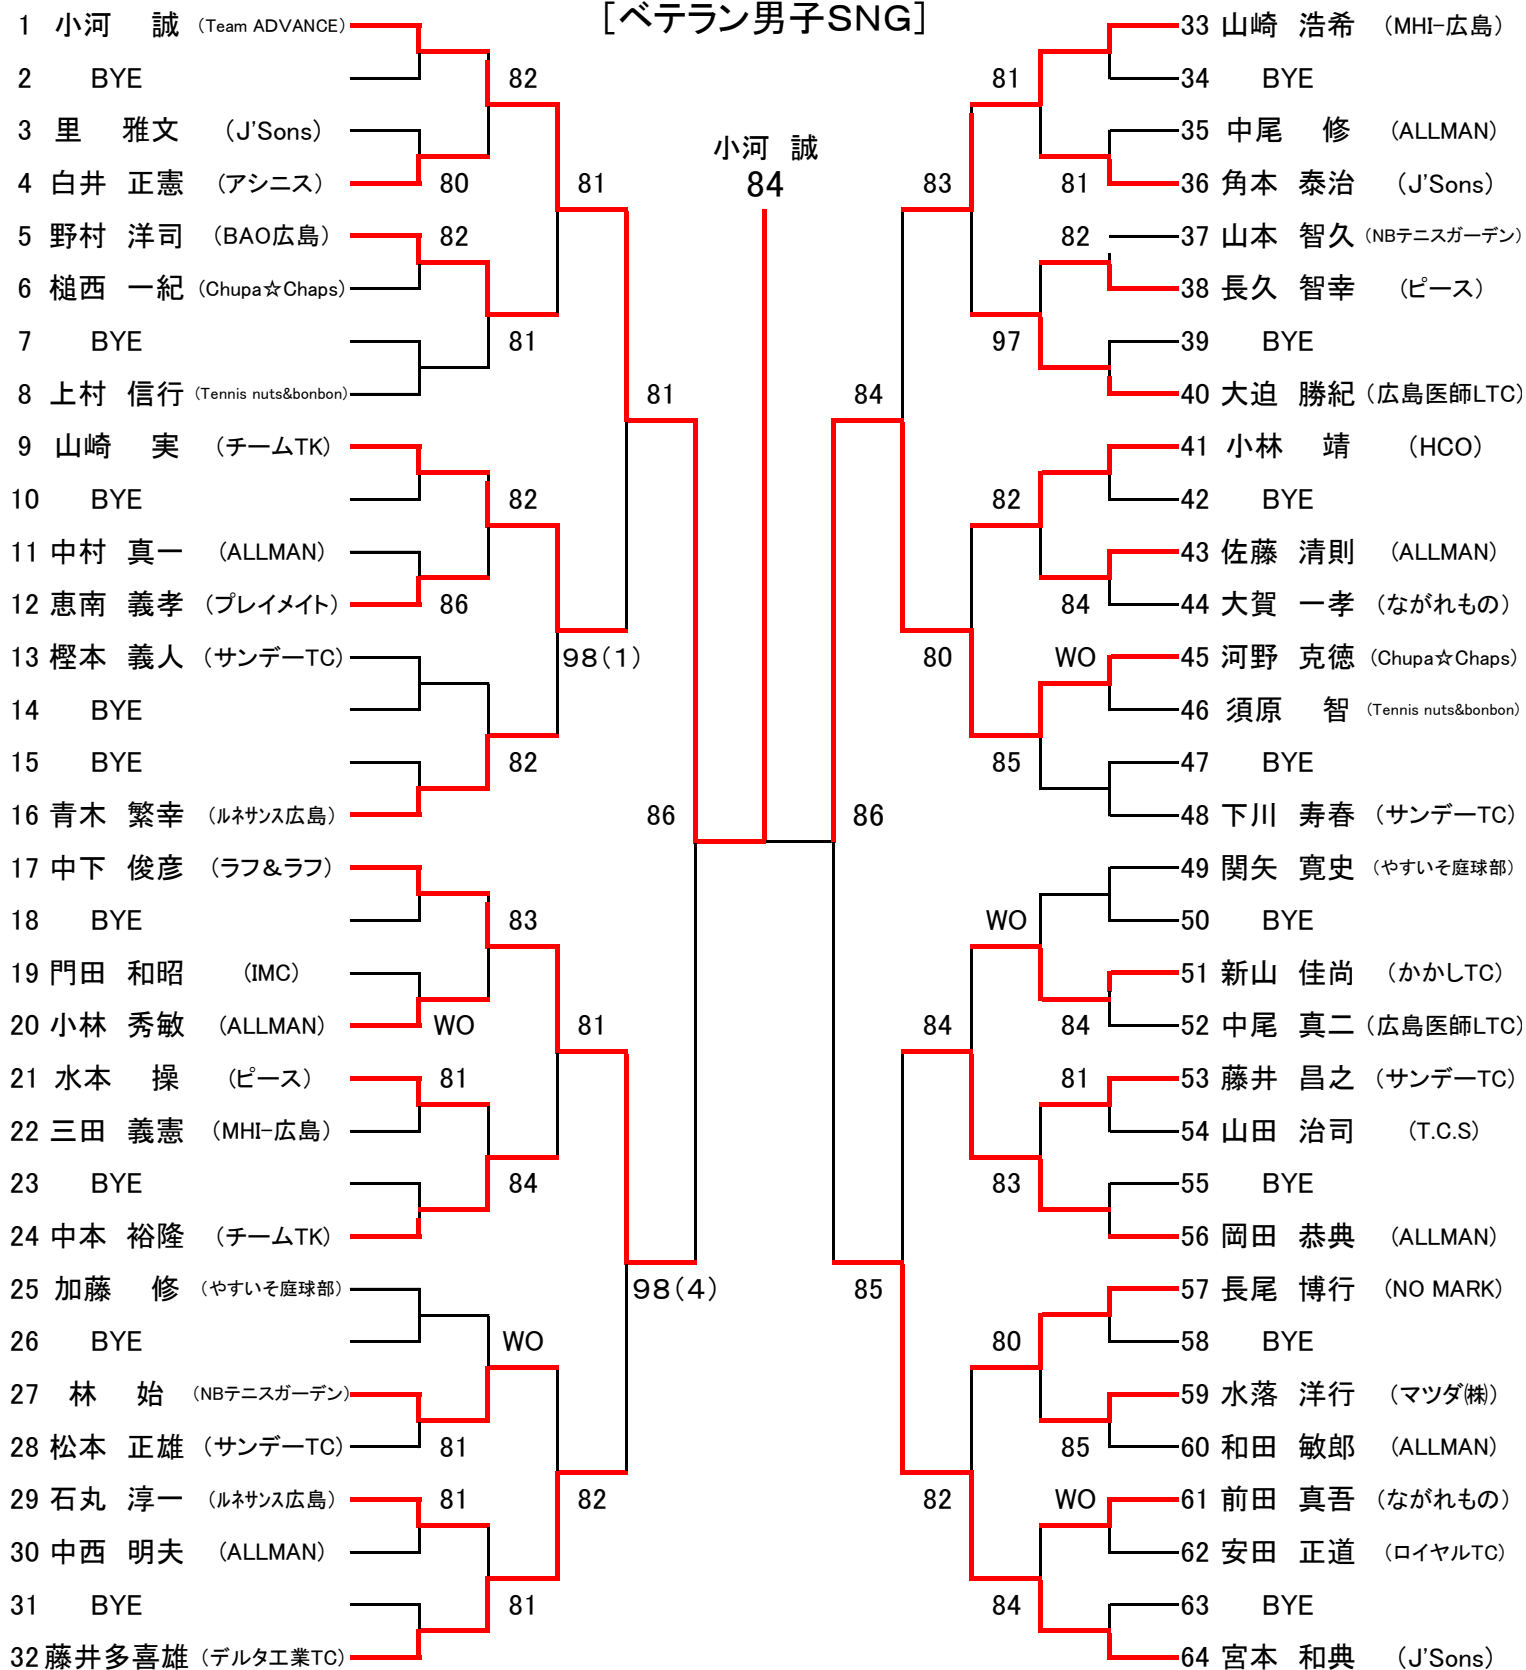 [ベテラン男子SNG]
1 小河 誠 (Team ADVANCE)
2 BYE
82
3 里 雅文 (J'Sons)
4 白井 正憲 (アシニス)
80
81
5 野村 洋司 (BAO広島)
82
6 槌西 一紀 (Chupa☆Chaps)
7 BYE
81
8 上村 信行 (Tennis nuts&bonbon)
81
9 山崎 実 (チームTK)
10 BYE
82
11 中村 真一 (ALLMAN)
12 恵南 義孝 (プレイメイト)
86
13 樫本 義人 (サンデーTC)
98(1)
14 BYE
15 BYE
82
16 青木 繁幸 (ルネサンス広島)
86
17 中下 俊彦 (ラフ&ラフ)
18 BYE
83
19 門田 和昭 (IMC)
20 小林 秀敏 (ALLMAN)
WO
81
21 水本 操 (ピース)
81
22 三田 義憲 (MHI-広島)
23 BYE
84
24 中本 裕隆 (チームTK)
25 加藤 修 (やすいそ庭球部)
98(4)
26 BYE
WO
27 林 始 (NBテニスガーデン)
28 松本 正雄 (サンデーTC)
81
29 石丸 淳一 (ルネサンス広島)
81
82
30 中西 明夫 (ALLMAN)
31 BYE
81
32 藤井多喜雄 (デルタ工業TC)
小河 誠
84
33 山崎 浩希 (MHI-広島)
81
34 BYE
35 中尾 修 (ALLMAN)
83
81
36 角本 泰治 (J'Sons)
82
37 山本 智久 (NBテニスガーデン)
38 長久 智幸 (ピース)
97
39 BYE
84
40 大迫 勝紀 (広島医師LTC)
41 小林 靖 (HCO)
82
42 BYE
43 佐藤 清則 (ALLMAN)
84
44 大賀 一孝 (ながれもの)
80
WO
45 河野 克徳 (Chupa☆Chaps)
46 須原 智 (Tennis nuts&bonbon)
85
47 BYE
86
48 下川 寿春 (サンデーTC)
49 関矢 寛史 (やすいそ庭球部)
WO
50 BYE
51 新山 佳尚 (かかしTC)
84
84
52 中尾 真二 (広島医師LTC)
81
53 藤井 昌之 (サンデーTC)
54 山田 治司 (T.C.S)
83
55 BYE
56 岡田 恭典 (ALLMAN)
85
57 長尾 博行 (NO MARK)
80
58 BYE
59 水落 洋行 (マツダ㈱)
85
60 和田 敏郎 (ALLMAN)
82
WO
61 前田 真吾 (ながれもの)
62 安田 正道 (ロイヤルTC)
84
63 BYE
64 宮本 和典 (J'Sons)